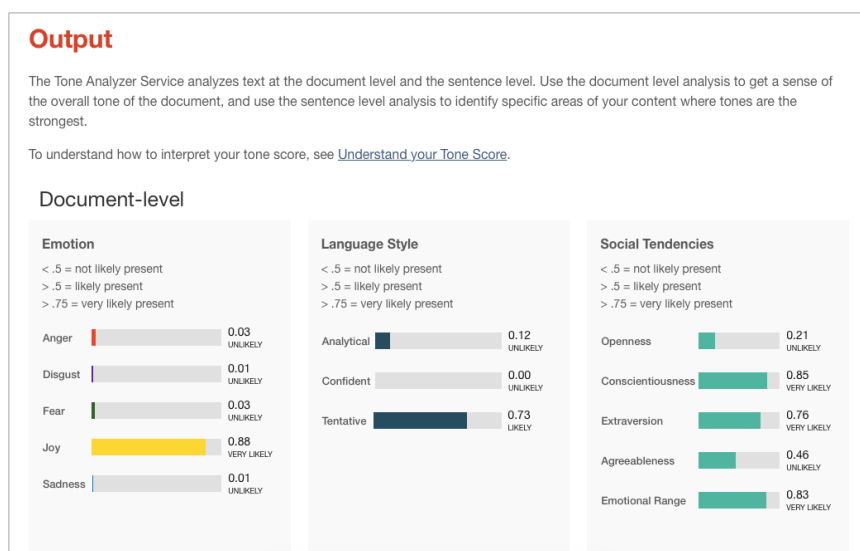 Output
The Tone Analyzer Service analyzes text at the document level and the sentence level. Use the document level analysis to get a sense of
the overall tone of the document, and use the sentence level analysis to identify specific areas of your content where tones are the
strongest.
To understand how to interpret your tone score, see Understand your Tone Score.
Document-level
Emotion
< .5 = not likely present
> .5 = likely present
> .75 = very likely present
Anger 0.03
UNLIKELY
Disgust 0.01
UNLIKELY
Fear 0.03
UNLIKELY
Joy 0.88
VERY LIKELY
Sadness 0.01
UNLIKELY
Language Style
< .5 = not likely present
> .5 = likely present
> .75 = very likely present
Analytical 0.12
UNLIKELY
Confident 0.00
UNLIKELY
Tentative 0.73
LIKELY
Social Tendencies
< .5 = not likely present
> .5 = likely present
> .75 = very likely present
Openness 0.21
UNLIKELY
Conscientiousness 0.85
VERY LIKELY
Extraversion 0.76
VERY LIKELY
Agreeableness 0.46
UNLIKELY
Emotional Range 0.83
VERY LIKELY